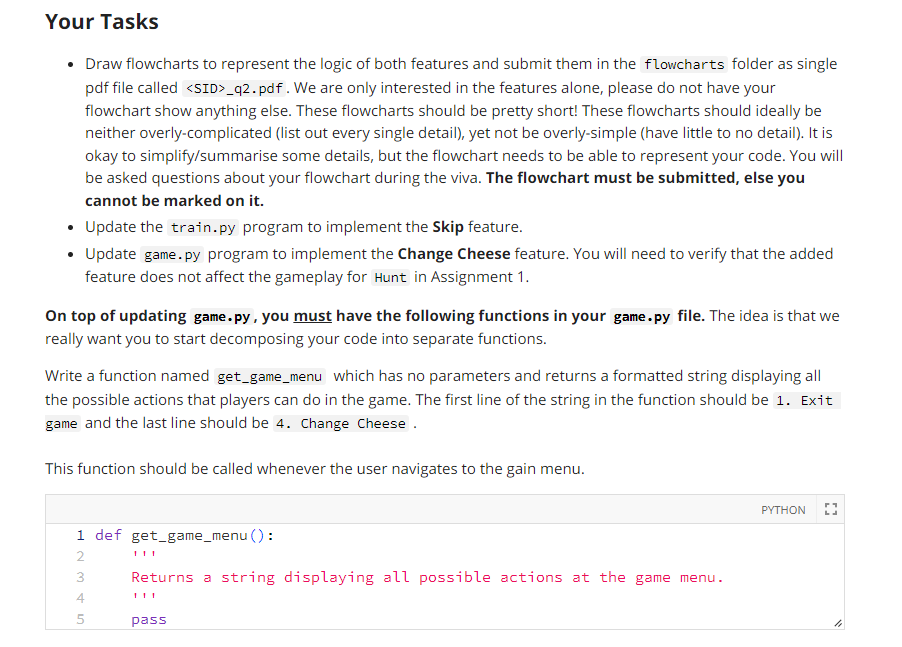 Your Tasks
• Draw flowcharts to represent the logic of both features and submit them in the flowcharts folder as single
pdf file called <SID>_q2.pdf. We are only interested in the features alone, please do not have your
flowchart show anything else. These flowcharts should be pretty short! These flowcharts should ideally be
neither overly-complicated (list out every single detail), yet not be overly-simple (have little to no detail). It is
okay to simplify/summarise some details, but the flowchart needs to be able to represent your code. You will
be asked questions about your flowchart during the viva. The flowchart must be submitted, else you
cannot be marked on it.
• Update the train.py program to implement the Skip feature.
• Update game.py program to implement the Change Cheese feature. You will need to verify that the added
feature does not affect the gameplay for Hunt in Assignment 1.
On top of updating game.py, you must have the following functions in your game.py file. The idea is that we
really want you to start decomposing your code into separate functions.
Write a function named get_game_menu which has no parameters and returns a formatted string displaying all
the possible actions that players can do in the game. The first line of the string in the function should be 1. Exit
game and the last line should be 4. Change Cheese .
This function should be called whenever the user navigates to the gain menu.
PYTHON
1 def get_game_menu():
2 '''
3 Returns a string displaying all possible actions at the game menu.
4 '''
5 pass